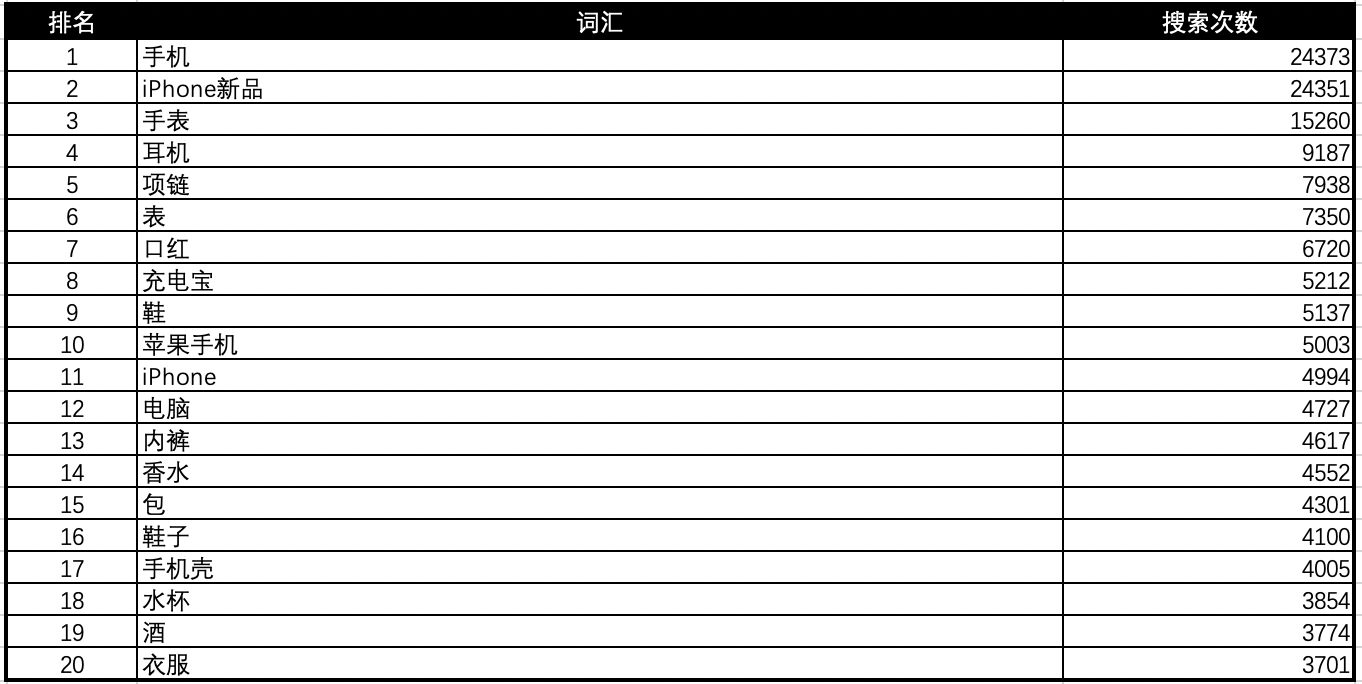 排名 词汇 搜索次数
1 手机 24373
2 iPhone新品 24351
3 手表 15260
4 耳机 9187
5 项链 7938
6 表 7350
7 口红 6720
8 充电宝 5212
9 鞋 5137
10 苹果手机 5003
11 iPhone 4994
12 电脑 4727
13 内裤 4617
14 香水 4552
15 包 4301
16 鞋子 4100
17 手机壳 4005
18 水杯 3854
19 酒 3774
20 衣服 3701